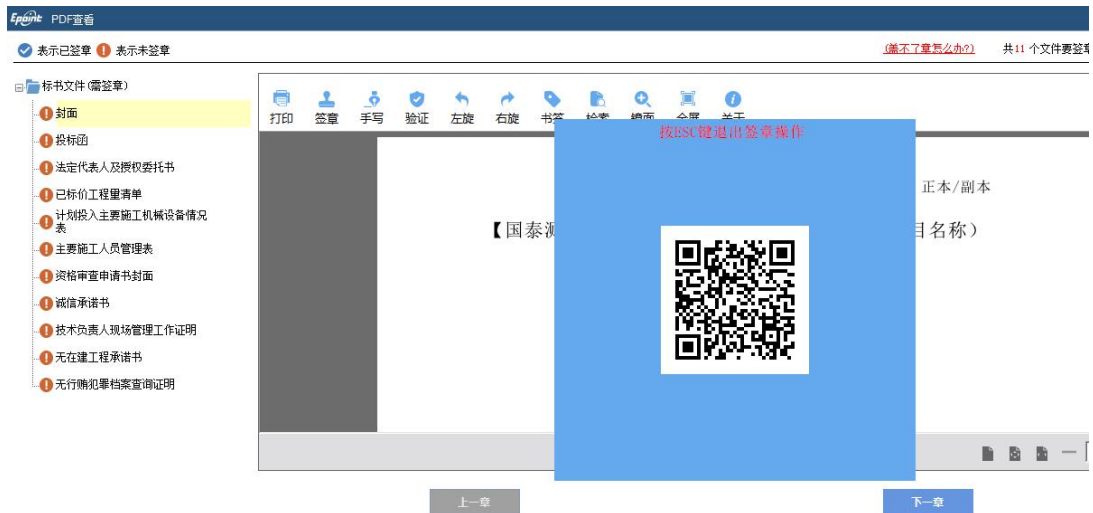 Epoint PDF查看
表示已签章 表示未签章
(盖不了章怎么办?) 共11 个文件要签章
标书文件(需签章)
封面
投标函
法定代表人及授权委托书
已标价工程量清单
计划投入主要施工机械设备情况
表
主要施工人员管理表
资格审查申请书封面
诚信承诺书
技术负责人现场管理工作证明
无在建工程承诺书
无行贿犯罪档案查询证明
打印 签章 手写 验证 左旋 右旋 书签 检索 全屏 关于
按ESC键退出签章操作
正本/副本
【国泰测
目名称）
上一章
下一章